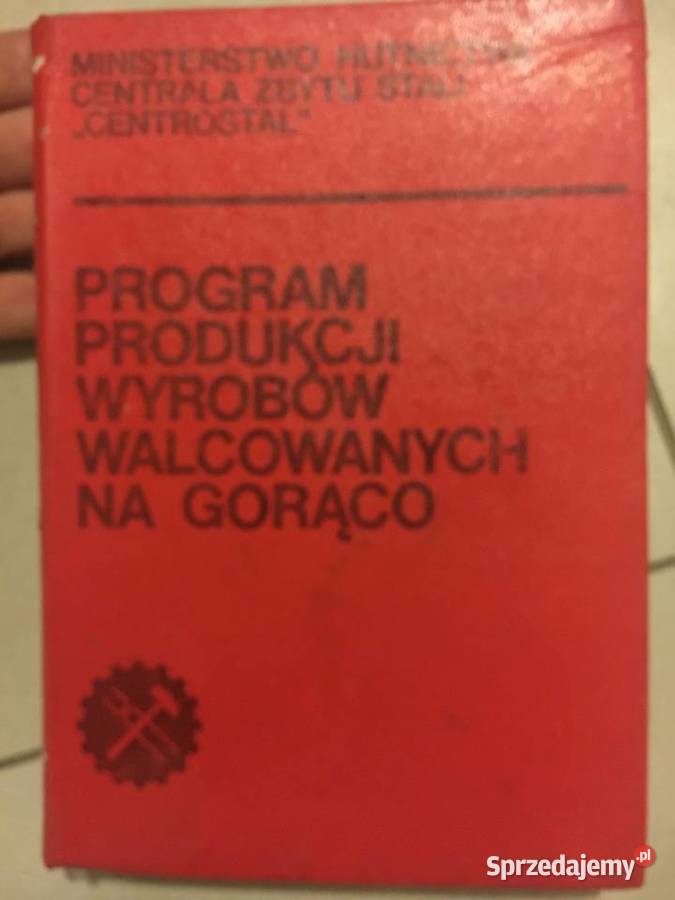 MINISTERSTWO HUTNICTWA
CENTRALA ZBYTU STALI
„CENTROSTAL"
PROGRAM
PRODUKCJI
WYROBÓW
WALCOWANYCH
NA GORĄCO
Sprzedajemy.pl